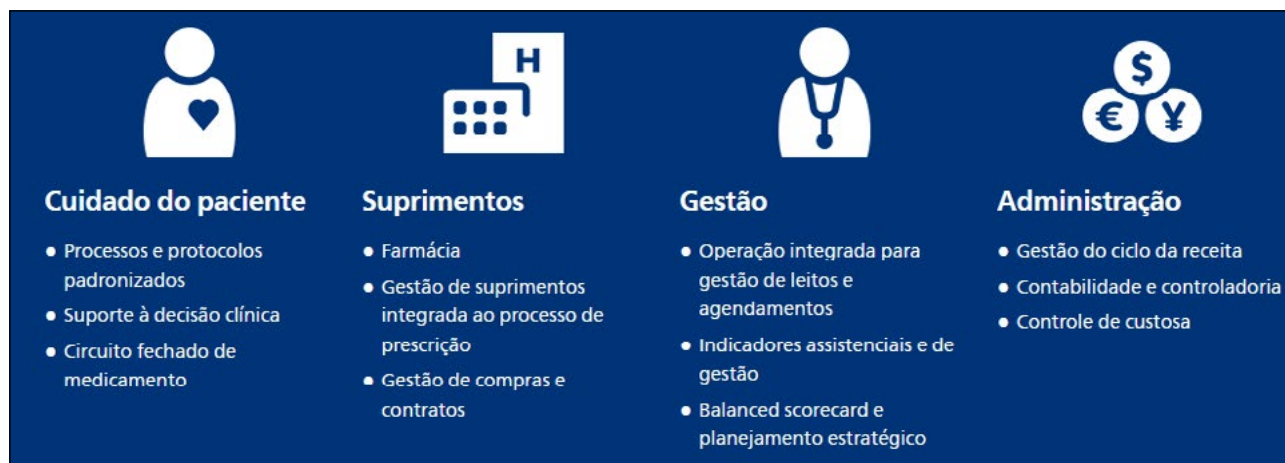 H
$
€ ¥
Cuidado do paciente
● Processos e protocolos
padronizados
● Suporte à decisão clínica
● Circuito fechado de
medicamento
Suprimentos
● Farmácia
● Gestão de suprimentos
integrada ao processo de
prescrição
● Gestão de compras e
contratos
Gestão
● Operação integrada para
gestão de leitos e
agendamentos
● Indicadores assistenciais e de
gestão
● Balanced scorecard e
planejamento estratégico
Administração
● Gestão do ciclo da receita
● Contabilidade e controladoria
● Controle de custosa